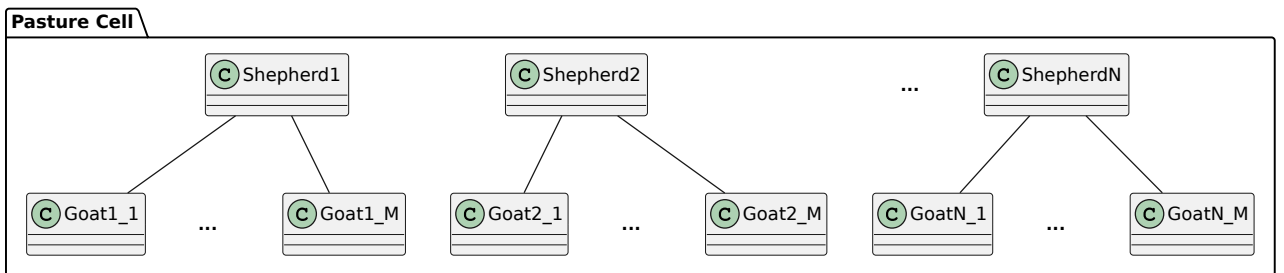 Pasture Cell
C Shepherd1
C Shepherd2
...
C ShepherdN
C Goat1_1
...
C Goat1_M
C Goat2_1
...
C Goat2_M
C GoatN_1
...
C GoatN_M